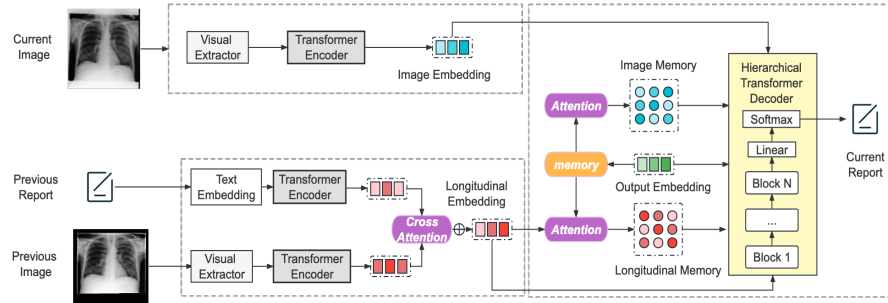 Current
Image
Visual
Extractor
Transformer
Encoder
Image Embedding
Previous
Report
Text
Embedding
Transformer
Encoder
Previous
Image
Visual
Extractor
Transformer
Encoder
Cross
Attention
Longitudinal
Embedding
Image Memory
Attention
memory
Output Embedding
Attention
Longitudinal Memory
Hierarchical
Transformer
Decoder
Softmax
Linear
Block N
...
Block 1
Current
Report